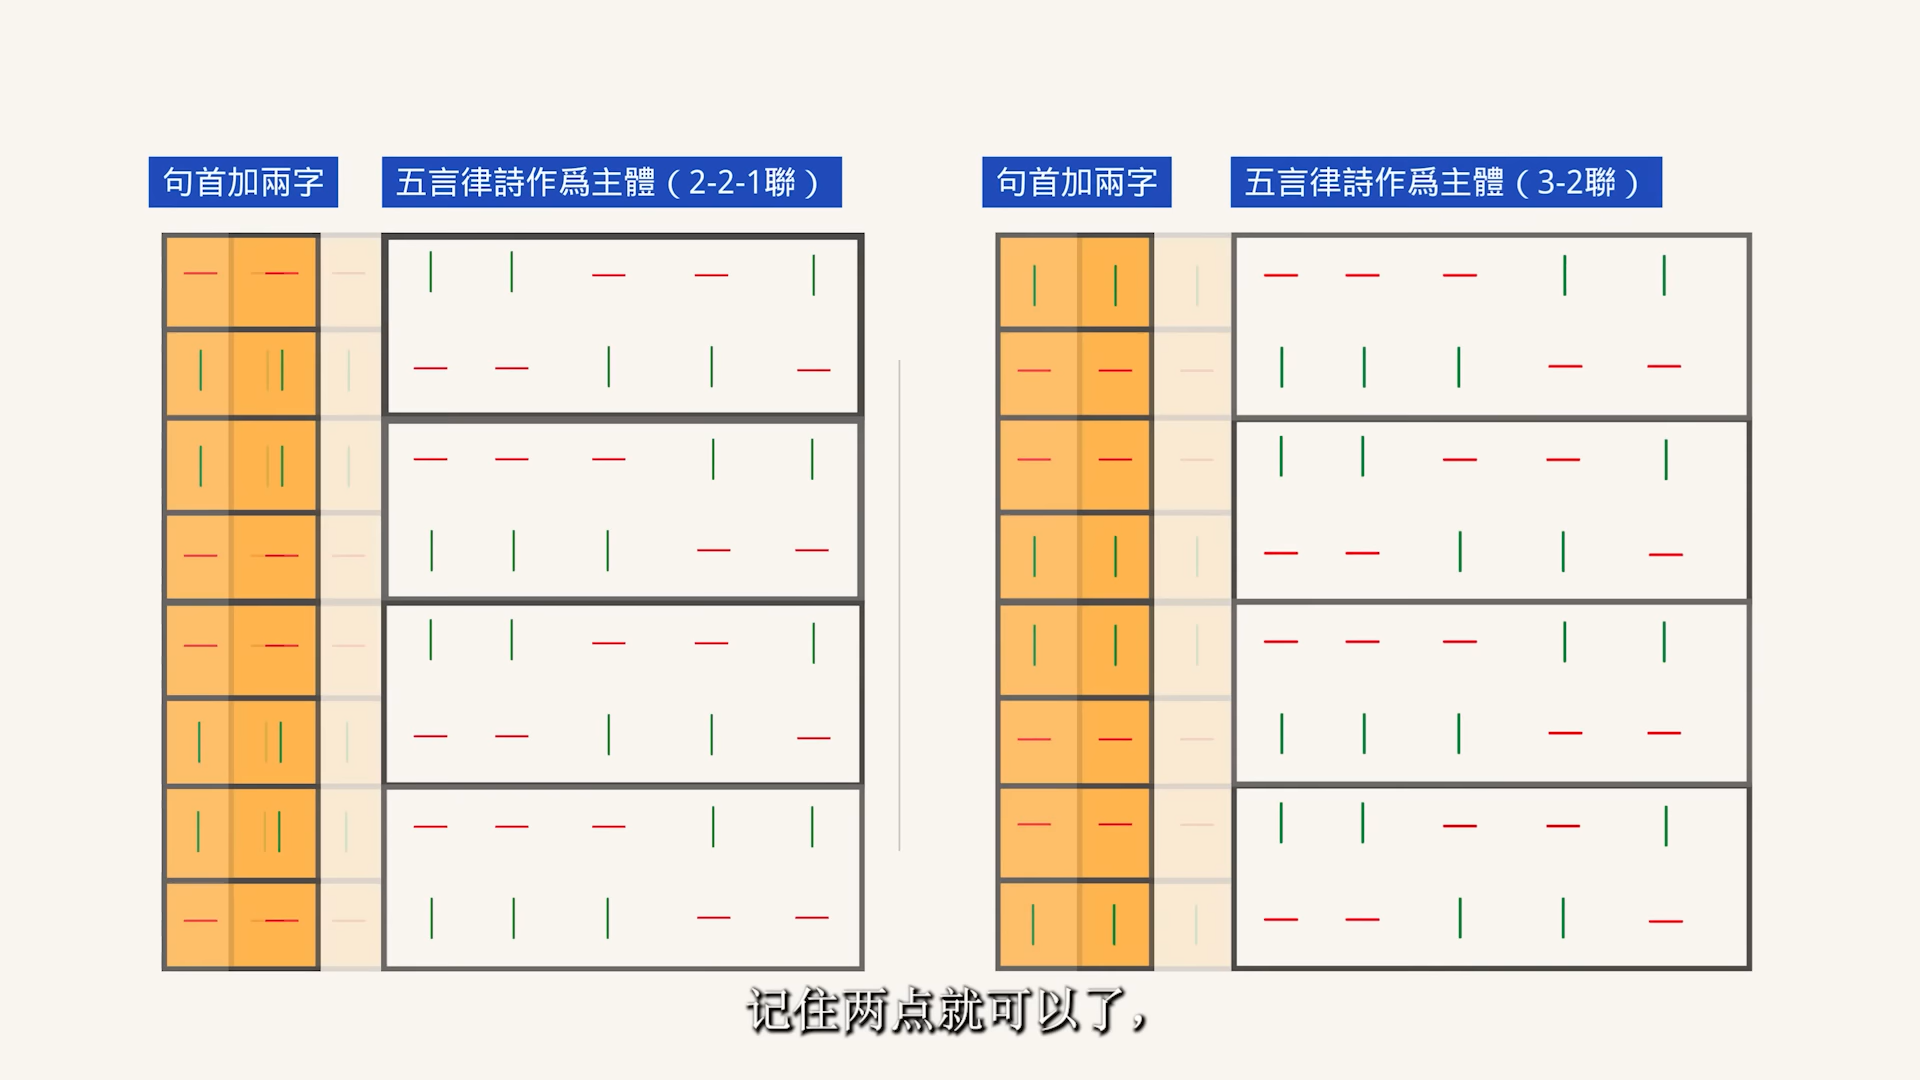 句首加兩字
五言律詩作爲主體（2-2-1聯）
句首加兩字
五言律詩作爲主體（3-2聯）
记住两点就可以了，